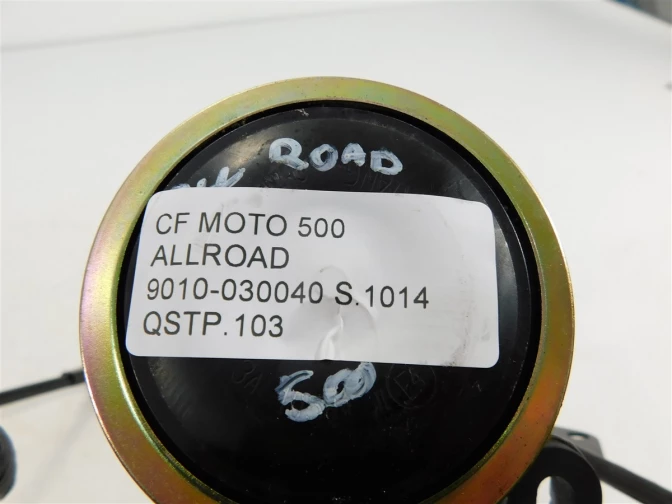 ROAD
CF MOTO 500
ALLROAD
9010-030040 S.1014
QSTP.103
500